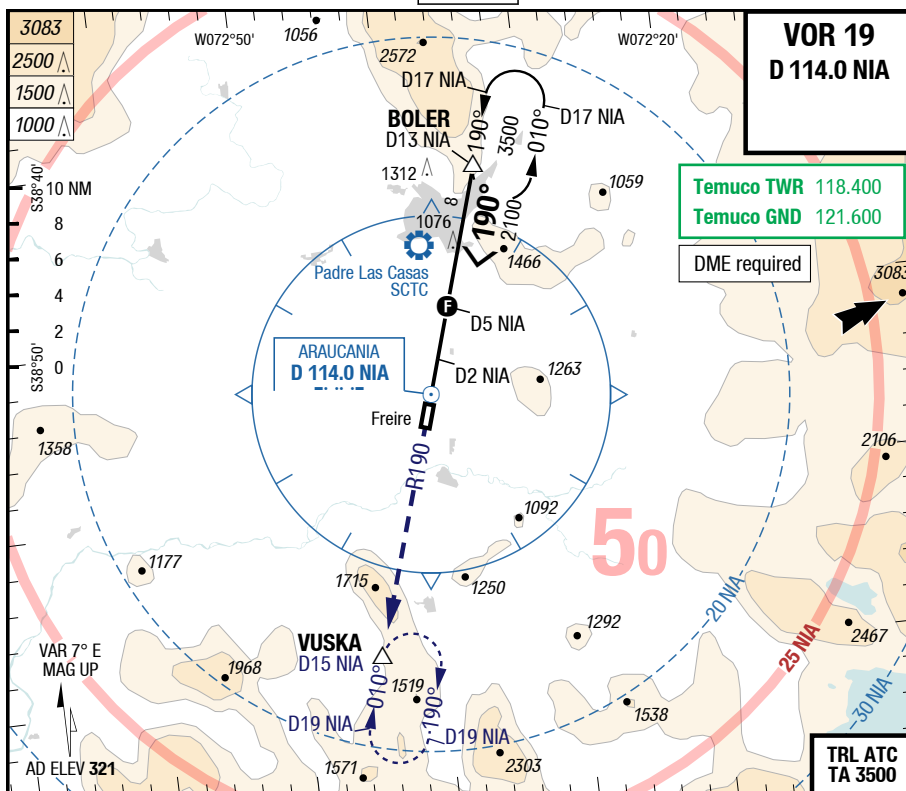 3083
2500
1500
1000
W072°50'
1056
2572
W072°20'
VOR 19
D 114.0 NIA
D17 NIA
BOLER
D13 NIA
190°
3500
010°
D17 NIA
S38°40'
10 NM
8
6
4
2
0
S38°50'
1312
8
1076
190°
2100
1466
1059
Temuco TWR 118.400
Temuco GND 121.600
DME required
3083
Padre Las Casas
SCTC
F
D5 NIA
ARAUCANIA
D 114.0 NIA
D2 NIA
1263
Freire
1358
R190
2106
1092
50
1177
1715
1250
1292
20 NIA
2467
25 NIA
30 NIA
VAR 7° E
MAG UP
VUSKA
D15 NIA
1968
010°
1519
190°
D19 NIA
D19 NIA
1538
2303
1571
AD ELEV 321
TRL ATC
TA 3500